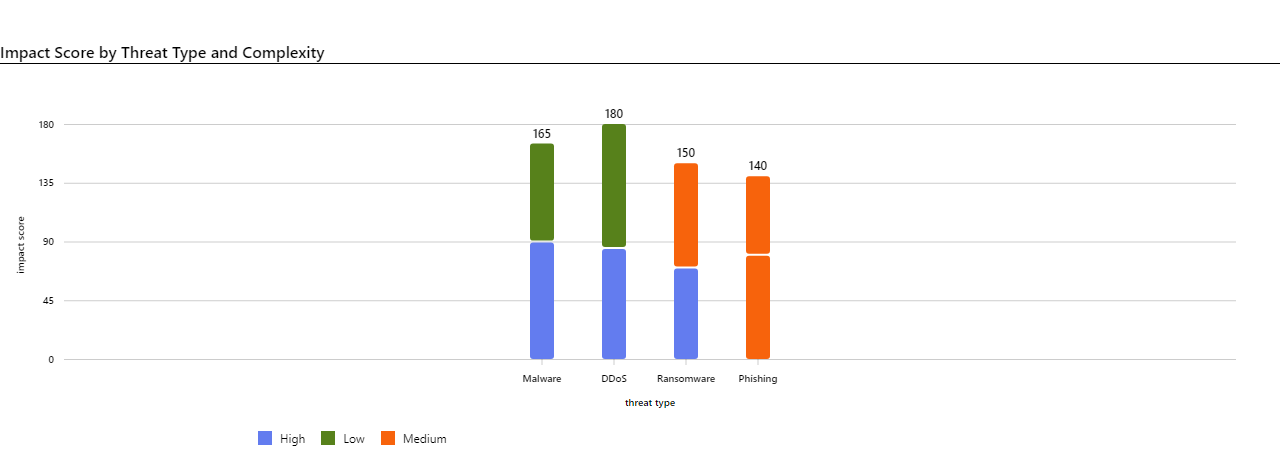 Impact Score by Threat Type and Complexity
180
165
180
150
140
135
90
45
0
impact score
Malware DDoS Ransomware Phishing
threat type
High Low Medium